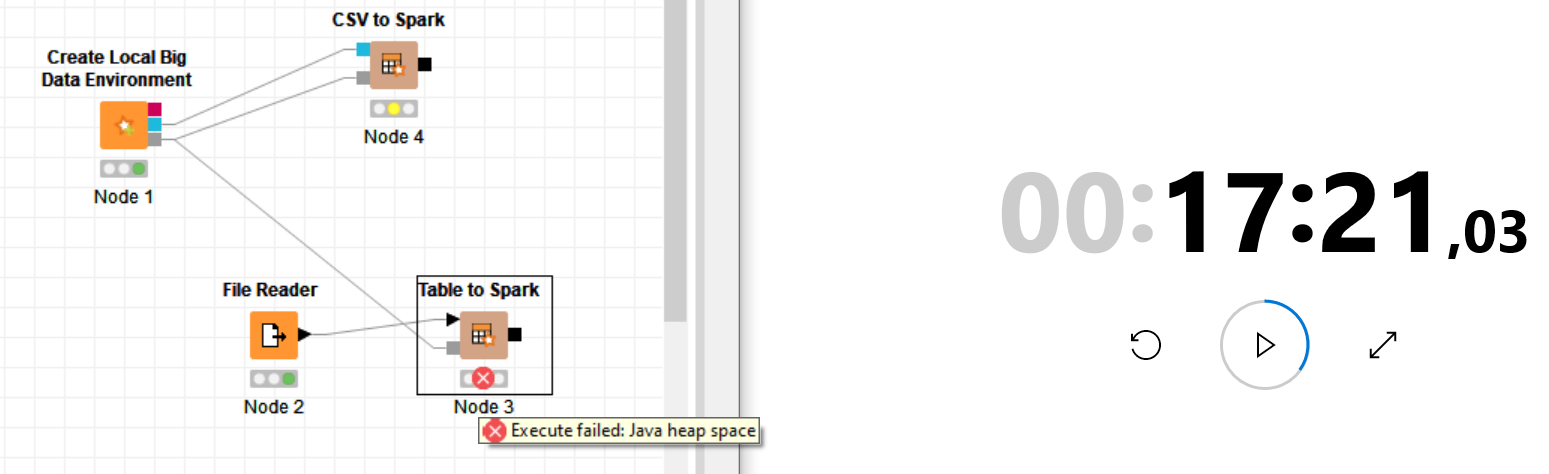 CSV to Spark
Create Local Big
Data Environment
Node 4
Node 1
00:17:21,03
File Reader
Table to Spark
Node 2
Node 3
Execute failed: Java heap space